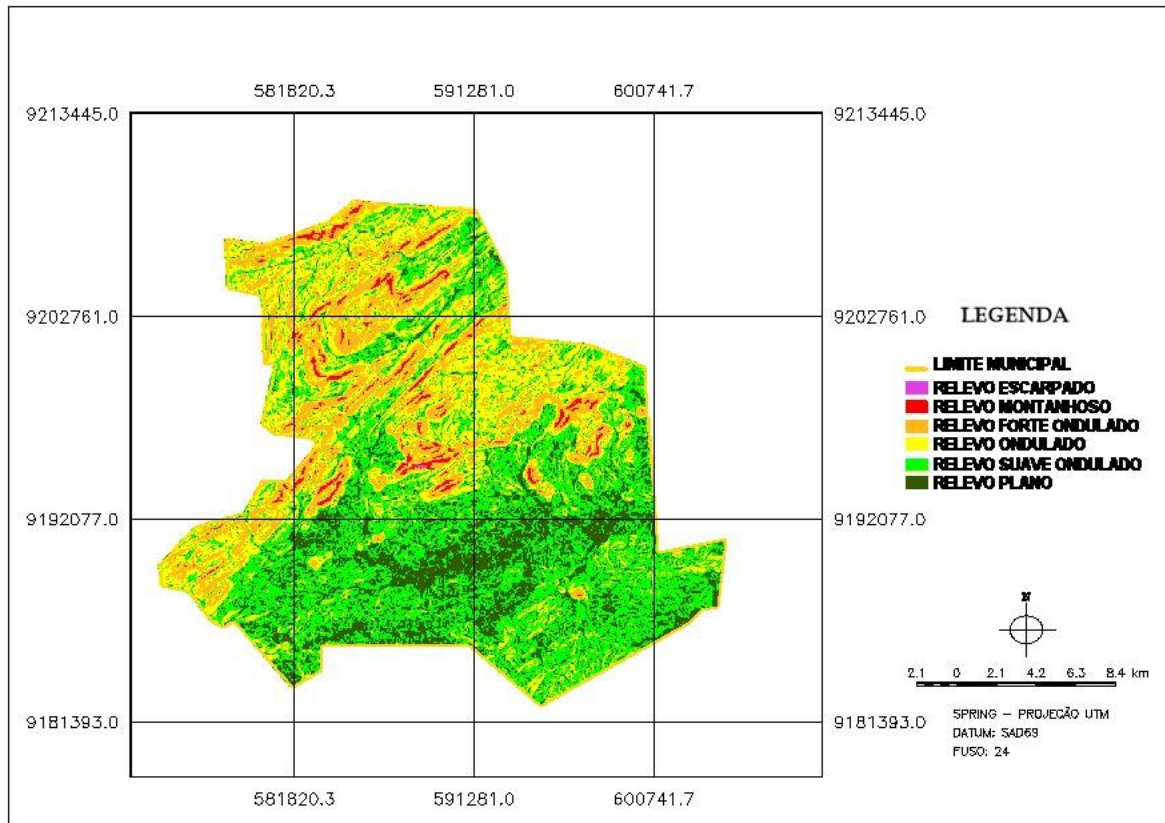 581820.3 591281.0 600741.7
9213445.0 9213445.0
9202761.0 9202761.0
LEGENDA
LIMITE MUNICIPAL
RELEVO ESCARPADO
RELEVO MONTANHOSO
RELEVO FORTE ONDULADO
RELEVO ONDULADO
RELEVO SUAVE ONDULADO
RELEVO PLANO
9192077.0 9192077.0
N
2.1 0 2.1 4.2 6.3 8.4 km
SPRING - PROJEÇÃO UTM
DATUM: SAD69
FUSO: 24
9181393.0 9181393.0
581820.3 591281.0 600741.7